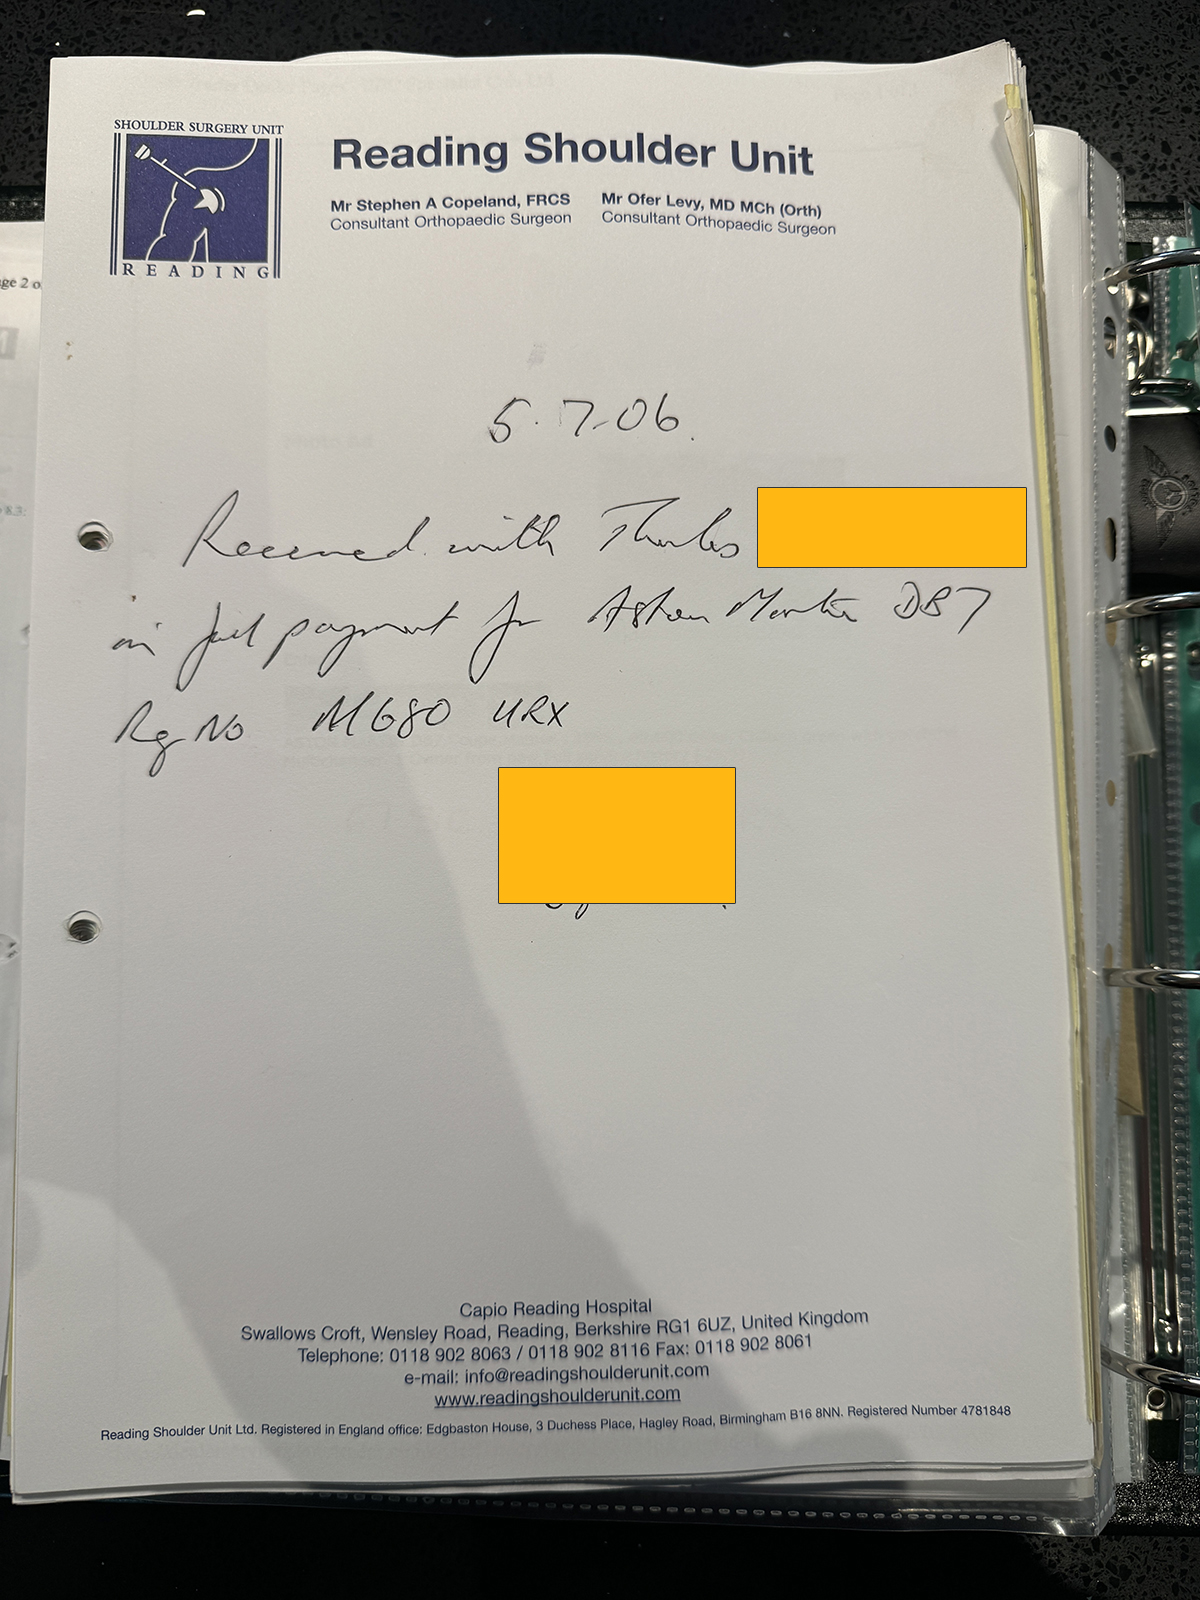 SHOULDER SURGERY UNIT
READING
Reading Shoulder Unit
Mr Stephen A Copeland, FRCS
Consultant Orthopaedic Surgeon
Mr Ofer Levy, MD MCh (Orth)
Consultant Orthopaedic Surgeon
ge 2 o
5.7.06.
Received with Thanks
in full payment for Aston Martin DB7
Rg No M680 URX
Capio Reading Hospital
Swallows Croft, Wensley Road, Reading, Berkshire RG1 6UZ, United Kingdom
Telephone: 0118 902 8063 / 0118 902 8116 Fax: 0118 902 8061
e-mail: info@readingshoulderunit.com
www.readingshoulderunit.com
Reading Shoulder Unit Ltd. Registered in England office: Edgbaston House, 3 Duchess Place, Hagley Road, Birmingham B16 8NN. Registered Number 4781848